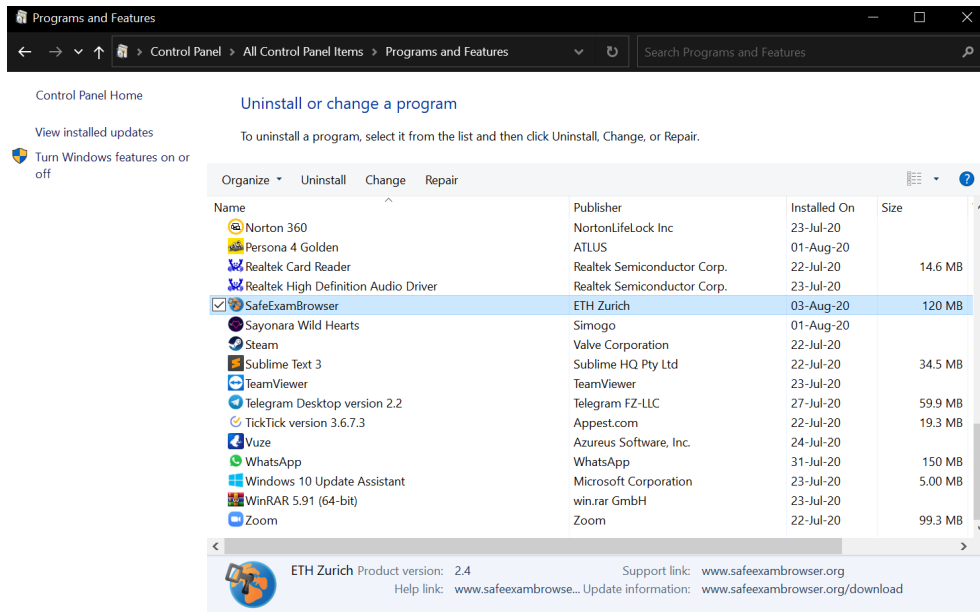 Programs and Features
Control Panel > All Control Panel Items > Programs and Features
Search Programs and Features
Control Panel Home
View installed updates
Turn Windows features on or
off
Uninstall or change a program
To uninstall a program, select it from the list and then click Uninstall, Change, or Repair.
Organize Uninstall Change Repair
Name Publisher Installed On Size
Norton 360 NortonLifeLock Inc 23-Jul-20
Persona 4 Golden ATLUS 01-Aug-20
Realtek Card Reader Realtek Semiconductor Corp. 22-Jul-20 14.6 MB
Realtek High Definition Audio Driver Realtek Semiconductor Corp. 23-Jul-20
SafeExamBrowser ETH Zurich 03-Aug-20 120 MB
Sayonara Wild Hearts Simogo 01-Aug-20
Steam Valve Corporation 22-Jul-20
Sublime Text 3 Sublime HQ Pty Ltd 22-Jul-20 34.5 MB
TeamViewer TeamViewer 23-Jul-20
Telegram Desktop version 2.2 Telegram FZ-LLC 27-Jul-20 59.9 MB
TickTick version 3.6.7.3 Appest.com 22-Jul-20 19.3 MB
Vuze Azureus Software, Inc. 24-Jul-20
WhatsApp WhatsApp 31-Jul-20 150 MB
Windows 10 Update Assistant Microsoft Corporation 23-Jul-20 5.00 MB
WinRAR 5.91 (64-bit) win.rar GmbH 23-Jul-20
Zoom Zoom 22-Jul-20 99.3 MB
ETH Zurich Product version: 2.4 Support link: www.safeexambrowser.org
Help link: www.safeexambrowse... Update information: www.safeexambrowser.org/download